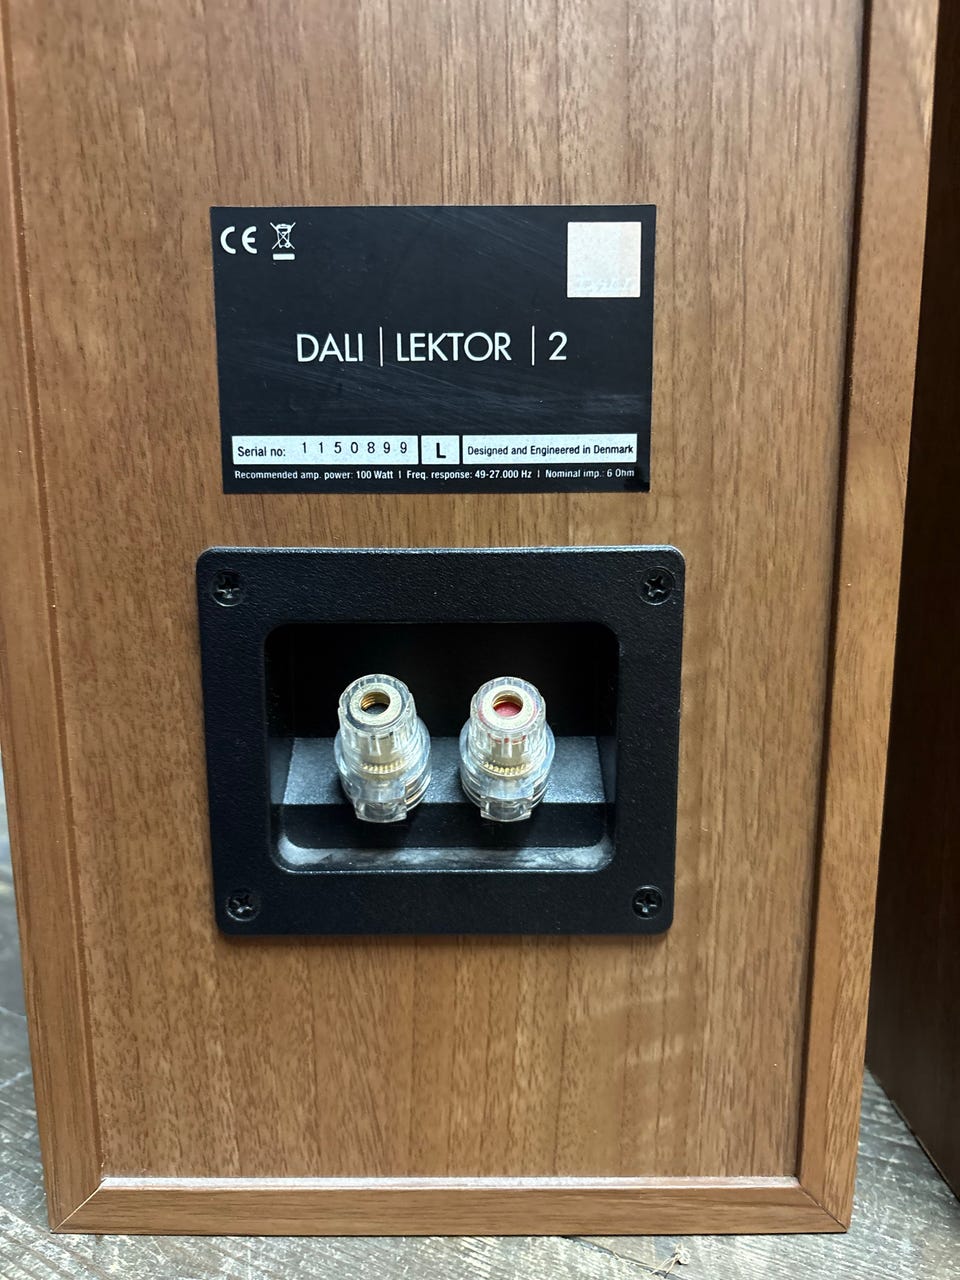 CE
DALI | LEKTOR | 2
Serial no: 1150899 L Designed and Engineered in Denmark
Recommended amp. power: 100 Watt | Freq. response: 49-27.000 Hz | Nominal imp.: 6 Ohm